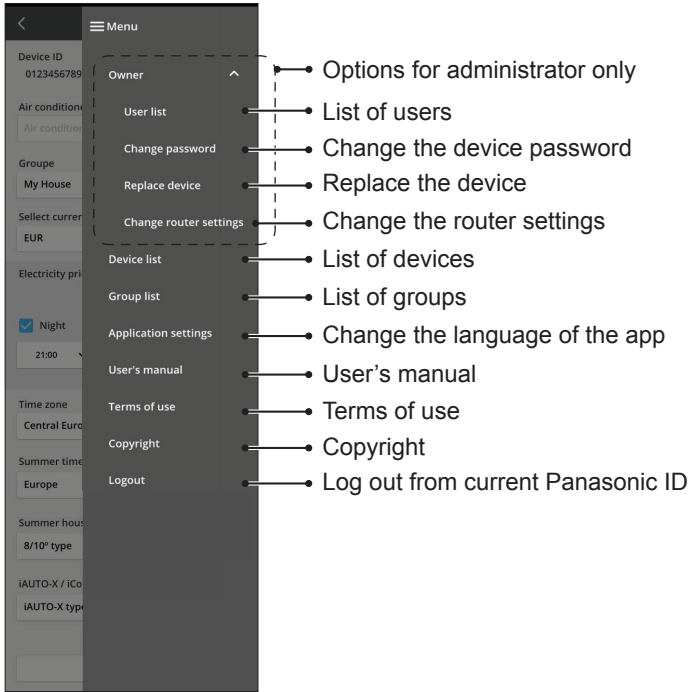 Device ID
0123456789
Air conditione
Air condition
Groupe
My House
Sellect curren
EUR
Electricity pri
Night
21:00
Time zone
Central Euro
Summer time
Europe
Summer hous
8/10° type
iAUTO-X / iCo
iAUTO-X type
Menu
Owner
User list
Change password
Replace device
Change router settings
Device list
Group list
Application settings
User's manual
Terms of use
Copyright
Logout
Options for administrator only
List of users
Change the device password
Replace the device
Change the router settings
List of devices
List of groups
Change the language of the app
User’s manual
Terms of use
Copyright
Log out from current Panasonic ID